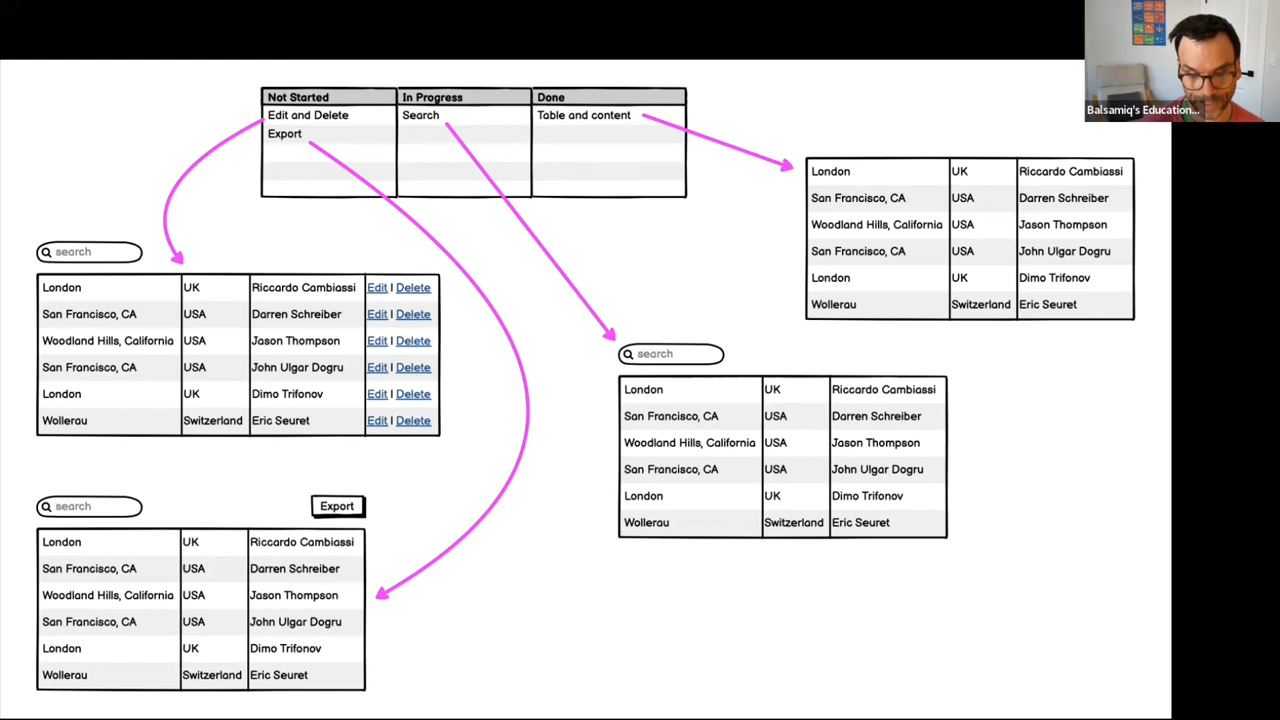 Balsamiq's Education...
Not Started In Progress Done
Edit and Delete Search Table and content
Export
London UK Riccardo Cambiassi
San Francisco, CA USA Darren Schreiber
Woodland Hills, California USA Jason Thompson
San Francisco, CA USA John Ulgar Dogru
London UK Dimo Trifonov
Wollerau Switzerland Eric Seuret
search
London UK Riccardo Cambiassi Edit | Delete
San Francisco, CA USA Darren Schreiber Edit | Delete
Woodland Hills, California USA Jason Thompson Edit | Delete
San Francisco, CA USA John Ulgar Dogru Edit | Delete
London UK Dimo Trifonov Edit | Delete
Wollerau Switzerland Eric Seuret Edit | Delete
search
London UK Riccardo Cambiassi
San Francisco, CA USA Darren Schreiber
Woodland Hills, California USA Jason Thompson
San Francisco, CA USA John Ulgar Dogru
London UK Dimo Trifonov
Wollerau Switzerland Eric Seuret
search Export
London UK Riccardo Cambiassi
San Francisco, CA USA Darren Schreiber
Woodland Hills, California USA Jason Thompson
San Francisco, CA USA John Ulgar Dogru
London UK Dimo Trifonov
Wollerau Switzerland Eric Seuret